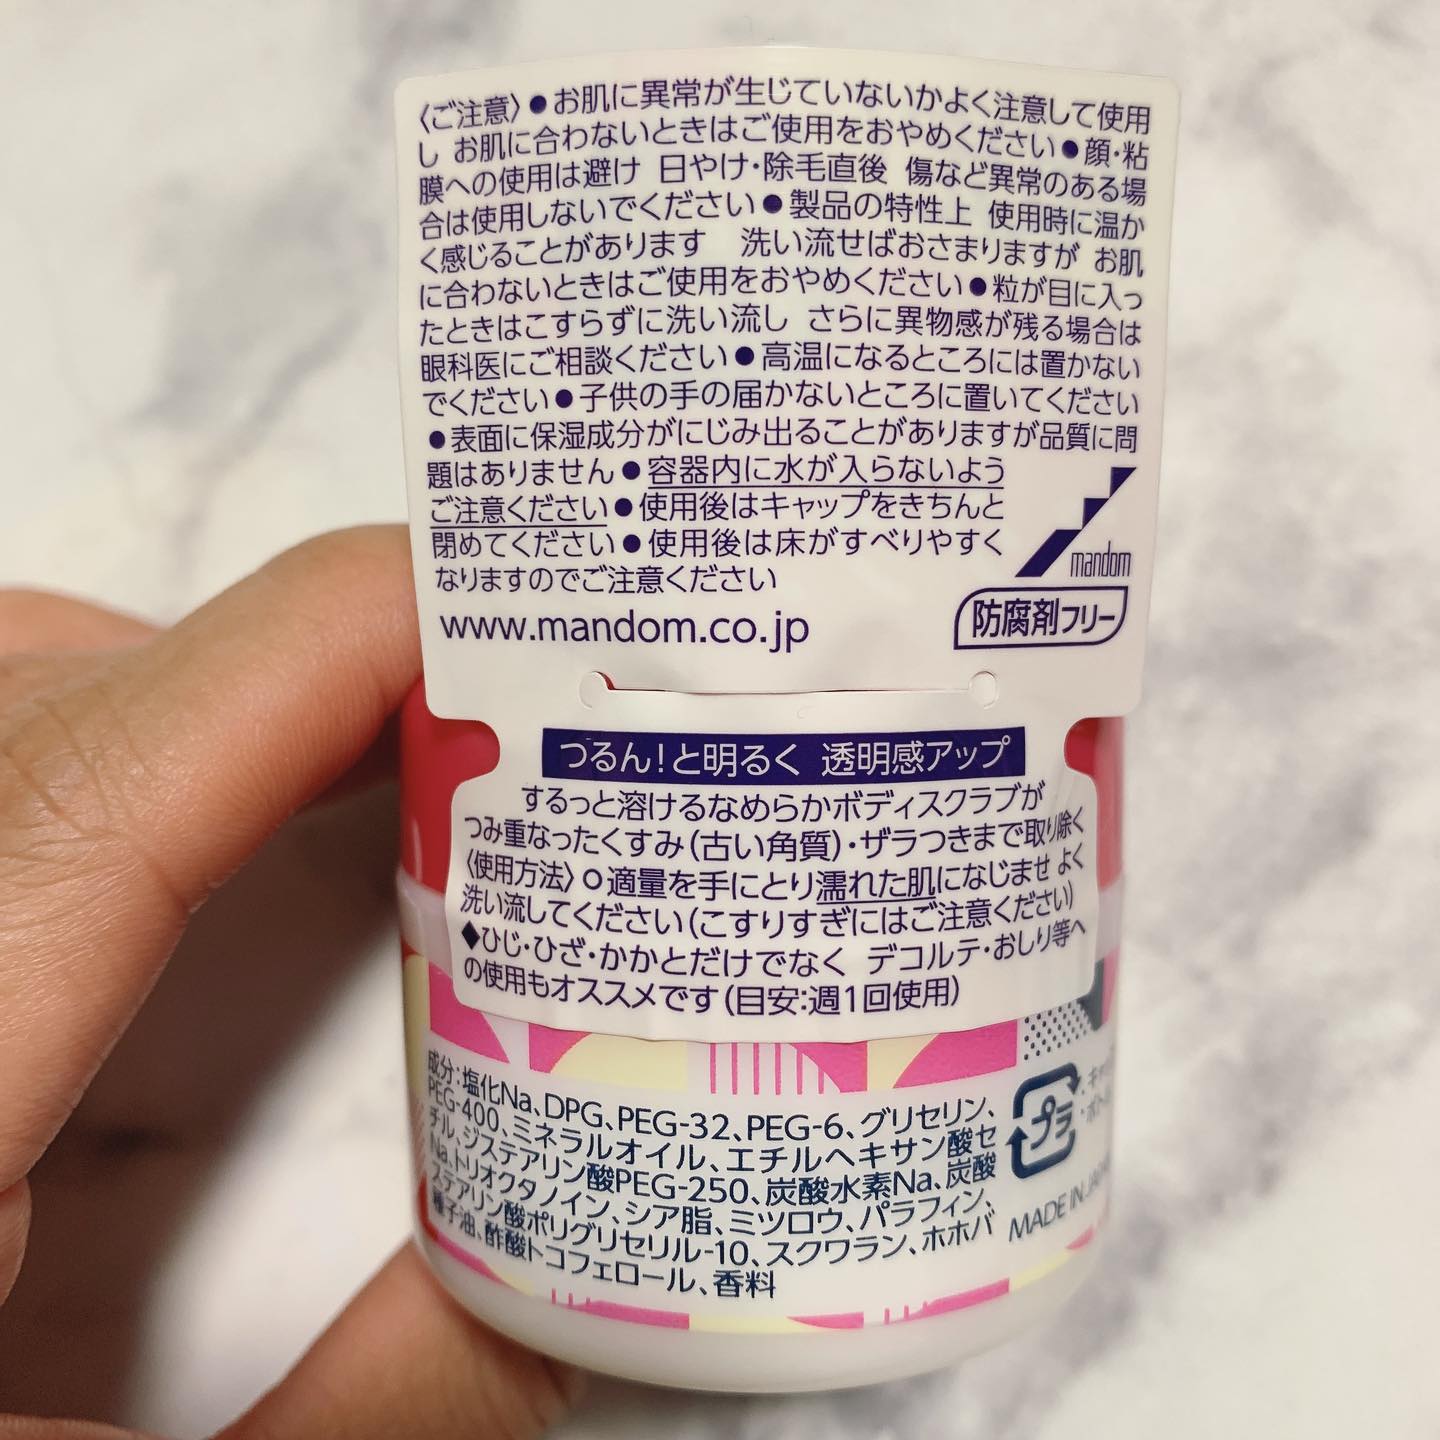 〈ご注意〉●お肌に異常が生じていないかよく注意して使用
し お肌に合わないときはご使用をおやめください●顔・粘
膜への使用は避け 日やけ・除毛直後 傷など異常のある場
合は使用しないでください●製品の特性上 使用時に温か
く感じることがあります 洗い流せばおさまりますが お肌
に合わないときはご使用をおやめください●粒が目に入っ
たときはこすらずに洗い流し さらに異物感が残る場合は
眼科医にご相談ください●高温になるところには置かない
でください●子供の手の届かないところに置いてください
●表面に保湿成分がにじみ出ることがありますが品質に問
題はありません●容器内に水が入らないよう
ご注意ください●使用後はキャップをきちんと
閉めてください●使用後は床がすべりやすく
なりますのでご注意ください
mandom
www.mandom.co.jp
防腐剤フリー
つるん!と明るく 透明感アップ
するっと溶けるなめらかボディスクラブが
つみ重なったくすみ(古い角質)・ザラつきまで取り除く
〈使用方法〉○適量を手にとり濡れた肌になじませ よく
洗い流してください(こすりすぎにはご注意ください)
◆ひじ・ひざ・かかとだけでなく デコルテ・おしり等へ
の使用もオススメです(目安:週1回使用)
成分:塩化Na、DPG、PEG-32、PEG-6、グリセリン、
PEG-400、ミネラルオイル、エチルヘキサン酸セ
チル、ジステアリン酸PEG-250、炭酸水素Na、炭酸
Na、トリオクタノイン、シア脂、ミツロウ、パラフィン、
ステアリン酸ポリグリセリル-10、スクワラン、ホホバ
種子油、酢酸トコフェロール、香料
プラ
MADE IN